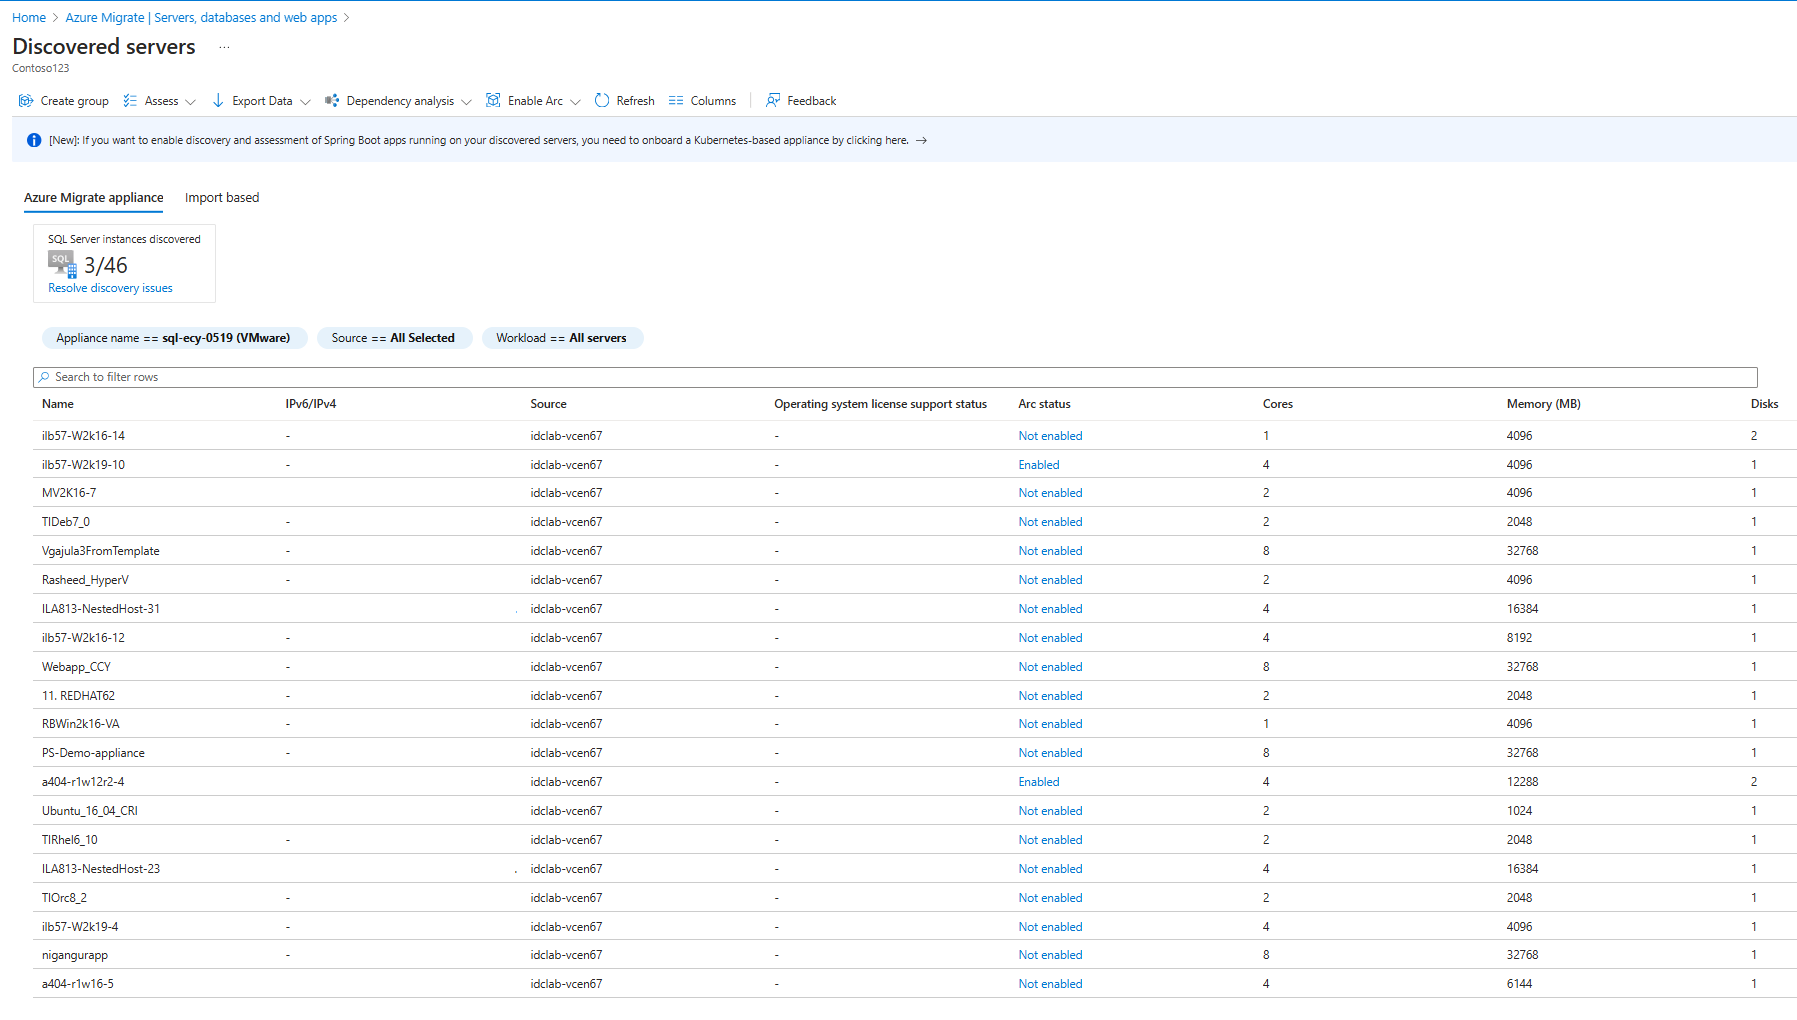 Home > Azure Migrate | Servers, databases and web apps >
Discovered servers ...
Contoso123
Create group Assess Export Data Dependency analysis Enable Arc Refresh Columns Feedback
[New]: If you want to enable discovery and assessment of Spring Boot apps running on your discovered servers, you need to onboard a Kubernetes-based appliance by clicking here. →
Azure Migrate appliance Import based
SQL Server instances discovered
SQL 3/46
Resolve discovery issues
Appliance name == sql-ecy-0519 (VMware) Source == All Selected Workload == All servers
Search to filter rows
Name IPv6/IPv4 Source Operating system license support status Arc status Cores Memory (MB) Disks
ilb57-W2k16-14 - idclab-vcen67 - Not enabled 1 4096 2
ilb57-W2k19-10 - idclab-vcen67 - Enabled 4 4096 1
MV2K16-7 idclab-vcen67 - Not enabled 2 4096 1
TIDeb7_0 - idclab-vcen67 - Not enabled 2 2048 1
Vgajula3FromTemplate - idclab-vcen67 - Not enabled 8 32768 1
Rasheed_HyperV - idclab-vcen67 - Not enabled 2 4096 1
ILA813-NestedHost-31 . idclab-vcen67 - Not enabled 4 16384 1
ilb57-W2k16-12 - idclab-vcen67 - Not enabled 4 8192 1
Webapp_CCY - idclab-vcen67 - Not enabled 8 32768 1
11. REDHAT62 - idclab-vcen67 - Not enabled 2 2048 1
RBWin2k16-VA - idclab-vcen67 - Not enabled 1 4096 1
PS-Demo-appliance - idclab-vcen67 - Not enabled 8 32768 1
a404-r1w12r2-4 idclab-vcen67 - Enabled 4 12288 2
Ubuntu_16_04_CRI idclab-vcen67 - Not enabled 2 1024 1
TIRhel6_10 - idclab-vcen67 - Not enabled 2 2048 1
ILA813-NestedHost-23 . idclab-vcen67 - Not enabled 4 16384 1
TIOrc8_2 - idclab-vcen67 - Not enabled 2 2048 1
ilb57-W2k19-4 - idclab-vcen67 - Not enabled 4 4096 1
nigangurapp - idclab-vcen67 - Not enabled 8 32768 1
a404-r1w16-5 idclab-vcen67 - Not enabled 4 6144 1